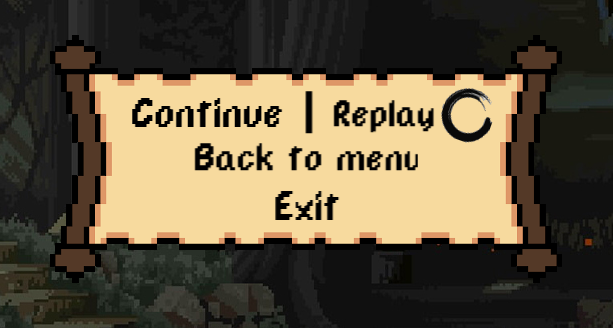 Continue | Replay
Back to menu
Exit